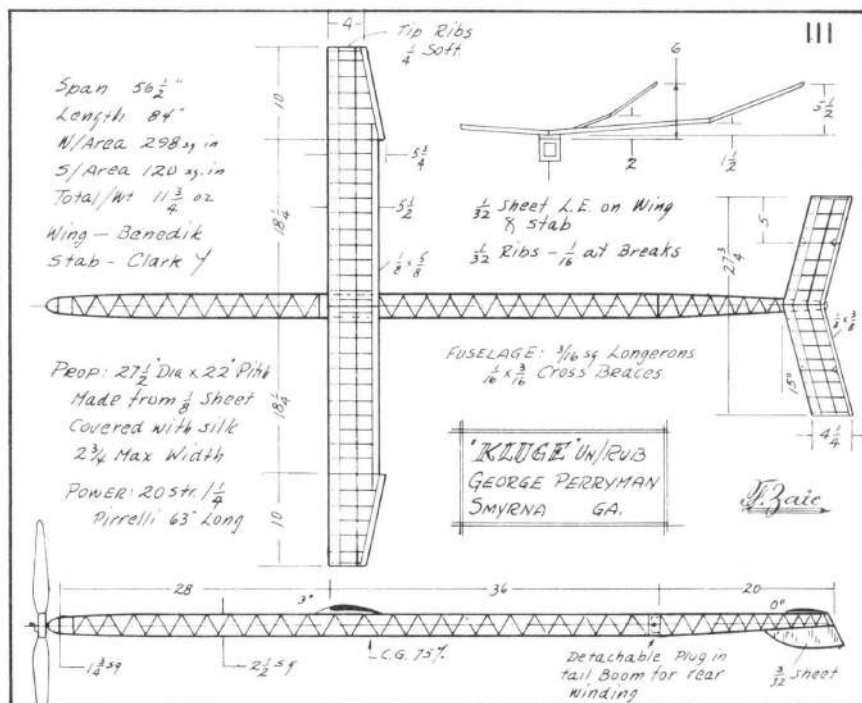 4
Tip Ribs
1/4 Soft
III
Span 56 1/2"
Length 84"
W/Area 298 sq in
S/Area 120 sq. in
Total/Wt 11 3/4 oz
Wing — Benedik
Stab - Clark Y
10
18 1/4
18 1/4
10
5 3/4
5 1/2
1/8 x 5/8
6
2
1 1/2
5 1/2
1/32 Sheet L.E. on Wing
& Stab
1/32 Ribs - 1/16 at Breaks
5
27 3/4
1/8 x 3/8
15°
4 1/4
PROP: 27 1/2" Dia x 22" Pitch
Made from 1/8 Sheet
Covered with silk
2 3/4 Max Width
POWER: 20 str. 1/4
Pirrelli 63" Long
FUSELAGE: 3/16 sq Longerons
1/16 x 3/16 Cross Braces
"KLUGE" UN/RUB
GEORGE PERRYMAN
SMYRNA GA.
F. Zaic
28
36
20
3°
0°
1 3/4 sq
2 1/2 sq
C.G. 75%
Detachable Plug in
tail Boom for rear
winding
3/32 sheet